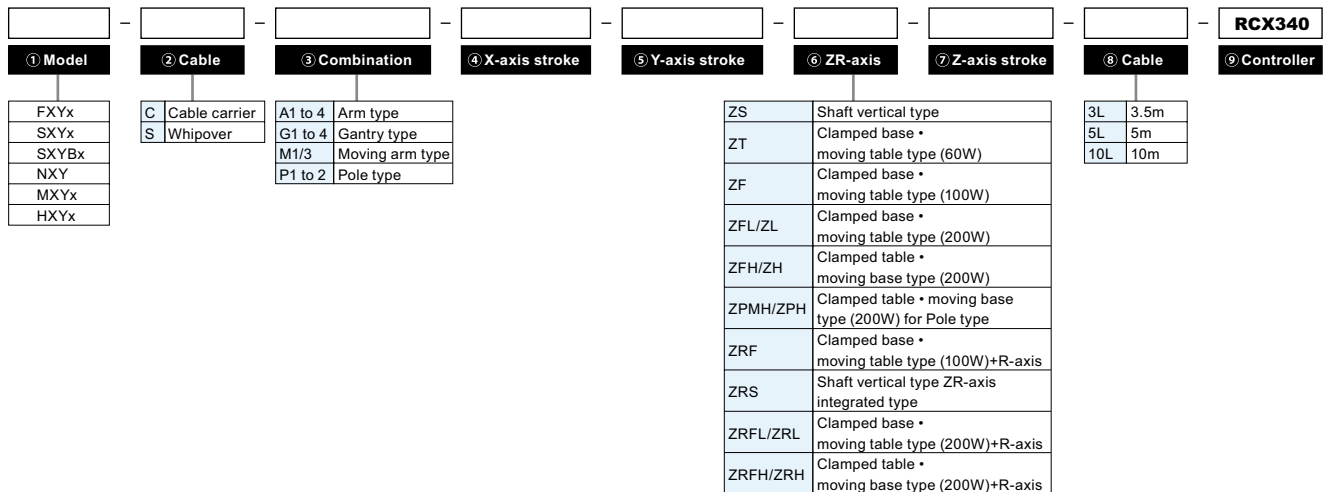 – – – – – – – – RCX340
① Model ② Cable ③ Combination ④ X-axis stroke ⑤ Y-axis stroke ⑥ ZR-axis ⑦ Z-axis stroke ⑧ Cable ⑨ Controller
FXYx
SXYx
SXYBx
NXY
MXYx
HXYx
C Cable carrier
S Whipover
A1 to 4 Arm type
G1 to 4 Gantry type
M1/3 Moving arm type
P1 to 2 Pole type
ZS Shaft vertical type
ZT Clamped base •
moving table type (60W)
ZF Clamped base •
moving table type (100W)
ZFL/ZL Clamped base •
moving table type (200W)
ZFH/ZH Clamped table •
moving base type (200W)
ZPMH/ZPH Clamped table • moving base
type (200W) for Pole type
ZRF Clamped base •
moving table type (100W)+R-axis
ZRS Shaft vertical type ZR-axis
integrated type
ZRFL/ZRL Clamped base •
moving table type (200W)+R-axis
ZRFH/ZRH Clamped table •
moving base type (200W)+R-axis
3L 3.5m
5L 5m
10L 10m